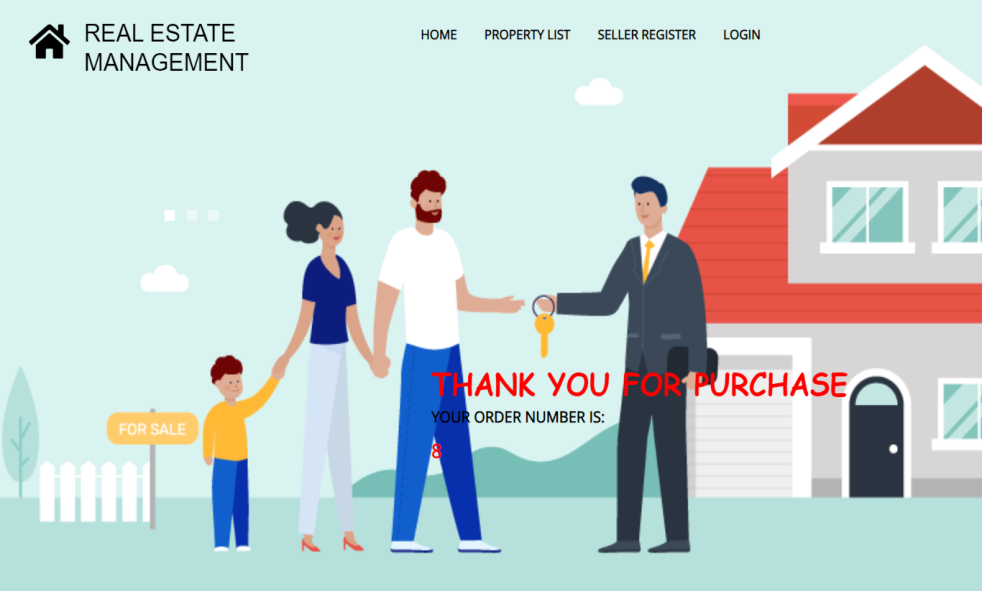 REAL ESTATE
MANAGEMENT
HOME PROPERTY LIST SELLER REGISTER LOGIN
THANK YOU FOR PURCHASE
YOUR ORDER NUMBER IS:
FOR SALE
8